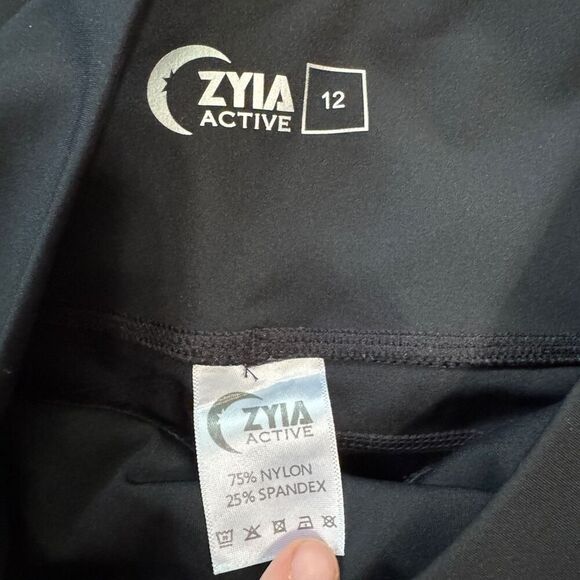 ZYIA
ACTIVE
12
ZYIA
ACTIVE
75% NYLON
25% SPANDEX